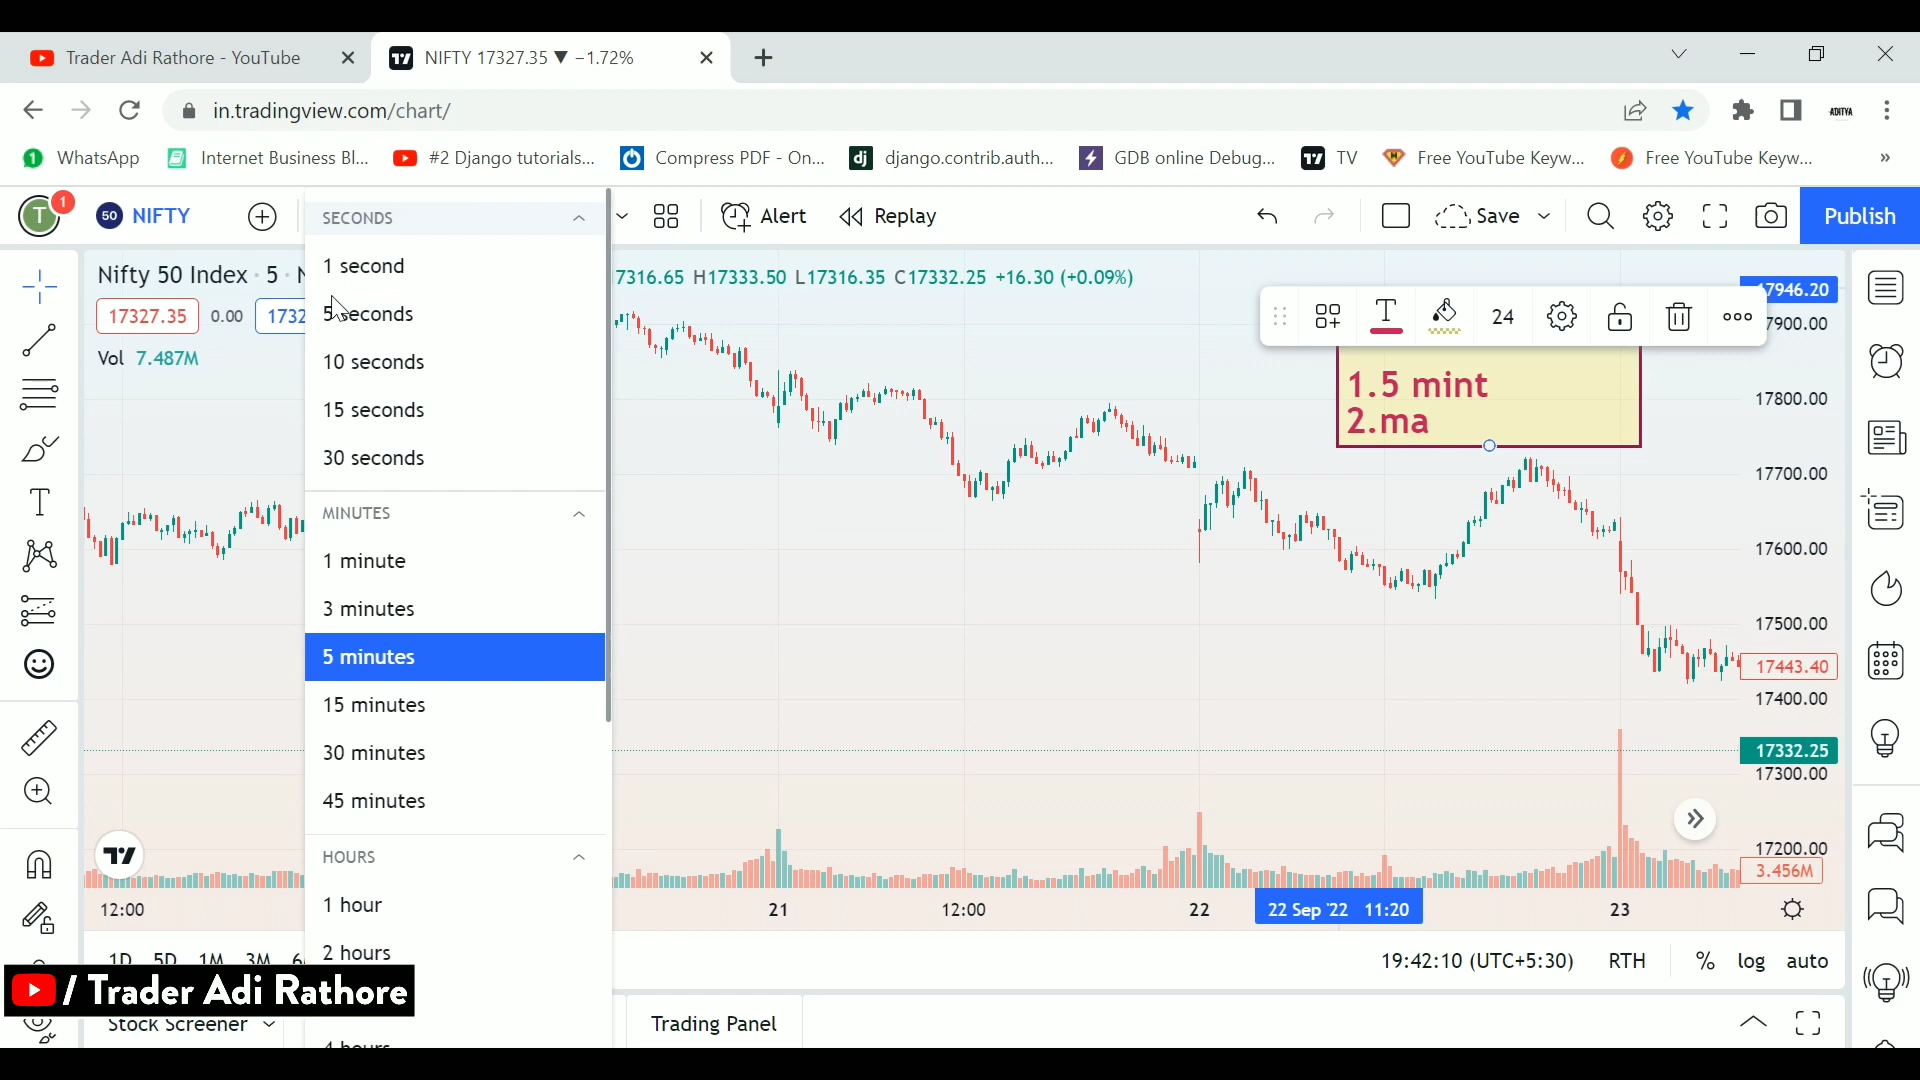 Trader Adi Rathore - YouTube
NIFTY 17327.35 ▼ −1.72%
in.tradingview.com/chart/
ADITYA
WhatsApp
Internet Business Bl...
#2 Django tutorials...
Compress PDF - On...
dj
django.contrib.auth...
GDB online Debug...
TV
Free YouTube Keyw...
Free YouTube Keyw...
»
T
1
50
NIFTY
Alert
Replay
Save
Publish
SECONDS
1 second
5 seconds
10 seconds
15 seconds
30 seconds
MINUTES
1 minute
3 minutes
5 minutes
15 minutes
30 minutes
45 minutes
HOURS
1 hour
2 hours
Nifty 50 Index · 5 ·
17316.65 H17333.50 L17316.35 C17332.25 +16.30 (+0.09%)
17327.35
0.00
1732
Vol 7.487M
T
24
1.5 mint
2.ma
17946.20
17900.00
17800.00
17700.00
17600.00
17500.00
17443.40
17400.00
17332.25
17300.00
17200.00
3.456M
12:00
21
12:00
22
22 Sep '22 11:20
23
1D 5D 1M 3M
19:42:10 (UTC+5:30)
RTH
%
log
auto
/ Trader Adi Rathore
Stock Screener
Trading Panel
4 hours